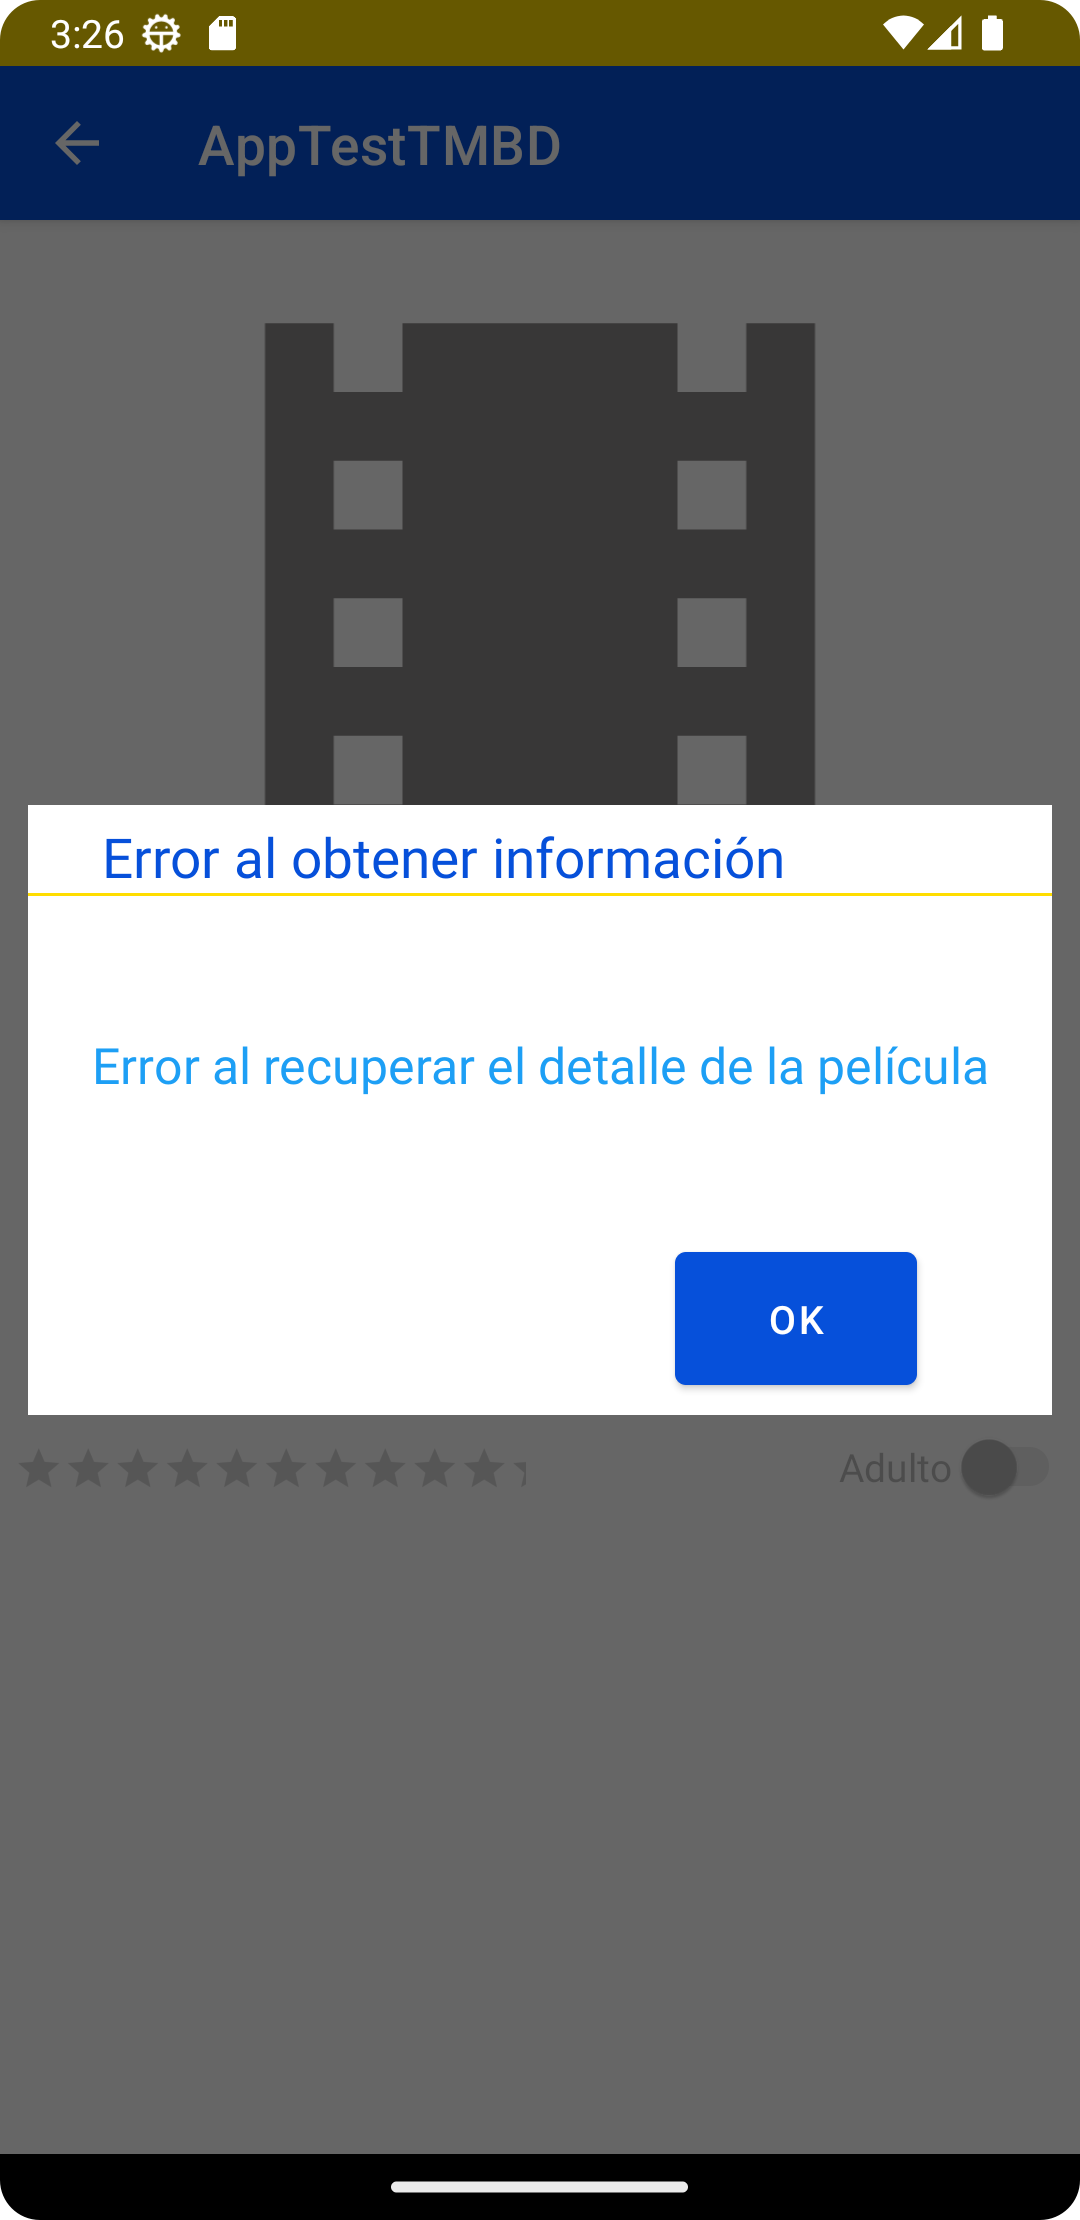 3:26
AppTestTMBD
Error al obtener información
Error al recuperar el detalle de la película
OK
Adulto